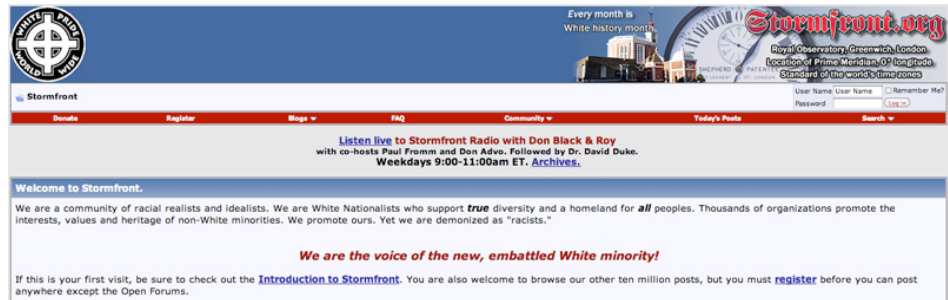 WHITE PRIDE
WORLD WIDE
Every month is
White history month
Stormfront.org
Royal Observatory, Greenwich, London
Location of Prime Meridian, 0° longitude
Standard of the world's time zones
SHEPHERD PATENTEE
Stormfront
User Name User Name Remember Me?
Password Log in
Donate Register Blogs FAQ Community Today's Posts Search
Listen live to Stormfront Radio with Don Black & Roy
with co-hosts Paul Fromm and Don Advo. Followed by Dr. David Duke.
Weekdays 9:00-11:00am ET. Archives.
Welcome to Stormfront.
We are a community of racial realists and idealists. We are White Nationalists who support true diversity and a homeland for all peoples. Thousands of organizations promote the
interests, values and heritage of non-White minorities. We promote ours. Yet we are demonized as "racists."
We are the voice of the new, embattled White minority!
If this is your first visit, be sure to check out the Introduction to Stormfront. You are also welcome to browse our other ten million posts, but you must register before you can post
anywhere except the Open Forums.